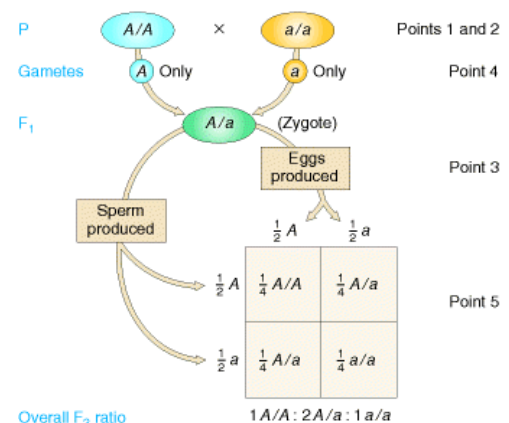 P A/A × a/a Points 1 and 2
Gametes A Only a Only Point 4
F₁ A/a (Zygote)
Eggs
produced
Point 3
Sperm
produced
1/2 A 1/2 a
1/2 A 1/4 A/A 1/4 A/a
Point 5
1/2 a 1/4 A/a 1/4 a/a
Overall F₂ ratio 1 A/A : 2 A/a : 1 a/a